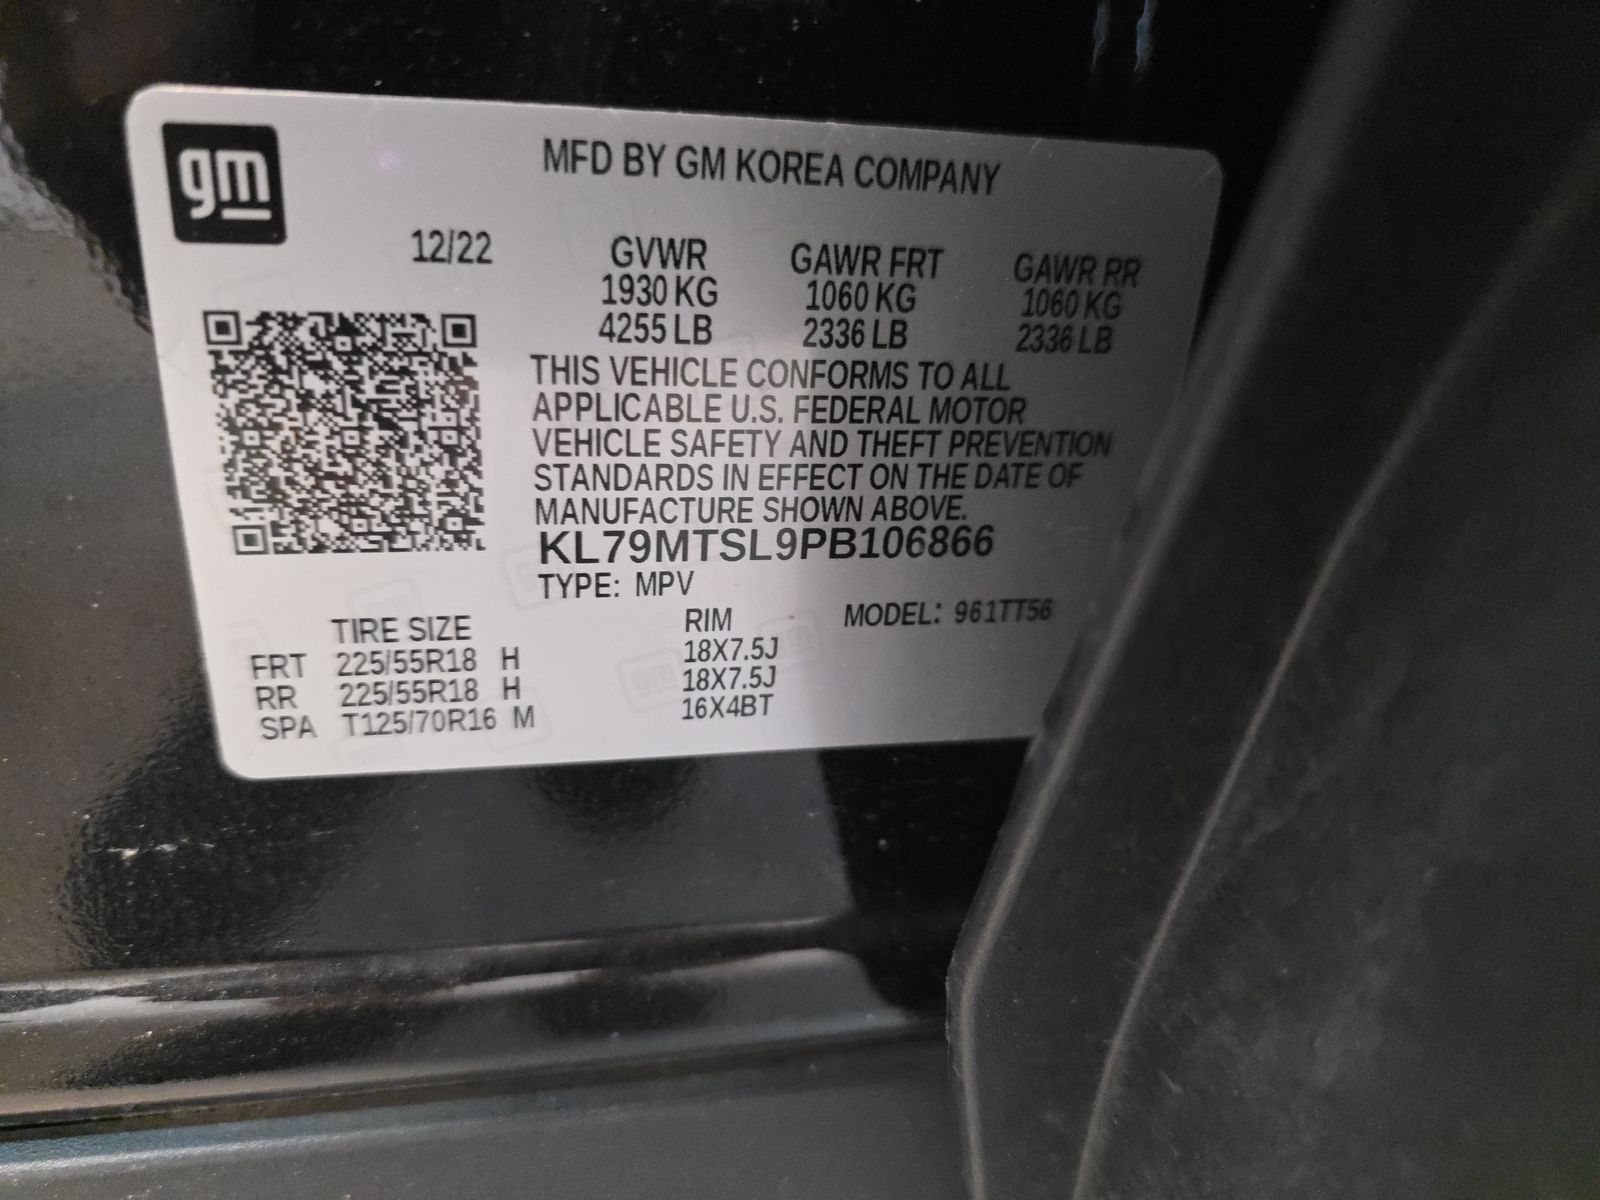 gm
MFD BY GM KOREA COMPANY
12/22 GVWR GAWR FRT GAWR RR
1930 KG 1060 KG 1060 KG
4255 LB 2336 LB 2336 LB
THIS VEHICLE CONFORMS TO ALL
APPLICABLE U.S. FEDERAL MOTOR
VEHICLE SAFETY AND THEFT PREVENTION
STANDARDS IN EFFECT ON THE DATE OF
MANUFACTURE SHOWN ABOVE.
KL79MTSL9PB106866
TYPE: MPV
TIRE SIZE RIM MODEL: 961TT56
FRT 225/55R18 H 18X7.5J
RR 225/55R18 H 18X7.5J
SPA T125/70R16 M 16X4BT